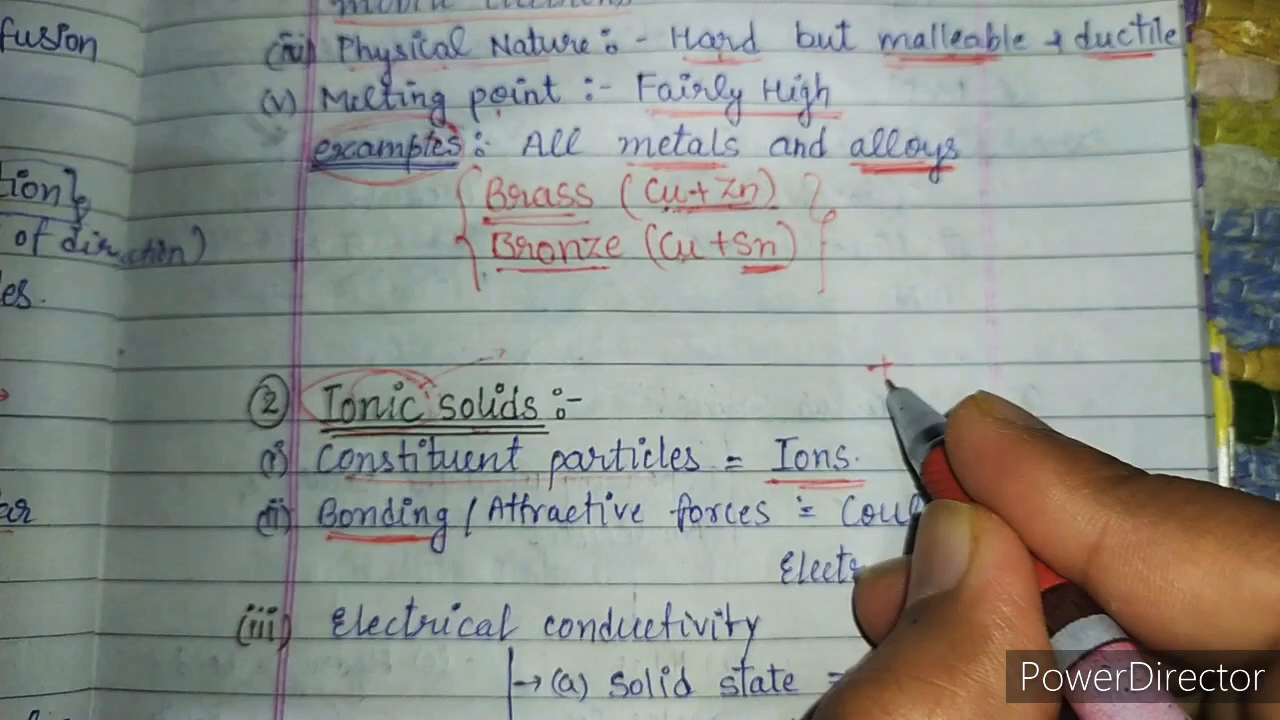 fusion
(iv) Physical Nature :- Hard but malleable & ductile
(v) Melting point :- Fairly High
examples : All metals and alloys
Brass (Cu + Zn)
Bronze (Cu + Sn)
of direction)
es.
② Ionic solids :-
(i) Constituent particles = Ions.
(ii) Bonding / Attractive forces =
(iii) Electrical conductivity
→ (a) solid state =
PowerDirector